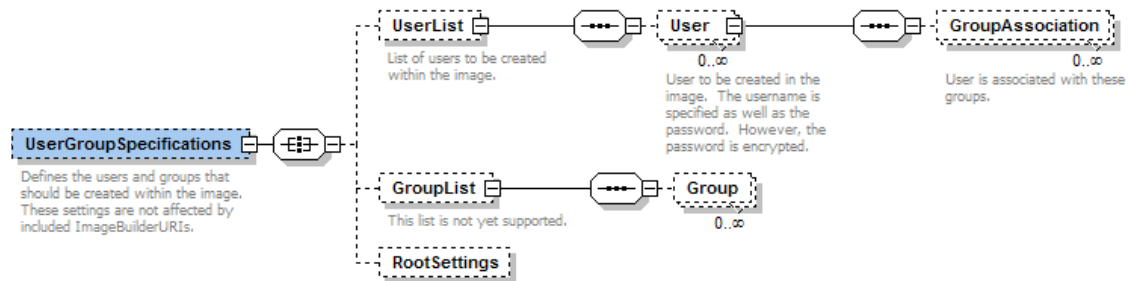 UserList
List of users to be created
within the image.
User
0..∞
User to be created in the
image.  The username is
specified as well as the
password.  However, the
password is encrypted.
GroupAssociation
0..∞
User is associated with these
groups.
UserGroupSpecifications
Defines the users and groups that
should be created within the image.
These settings are not affected by
included ImageBuilderURIs.
GroupList
This list is not yet supported.
Group
0..∞
RootSettings